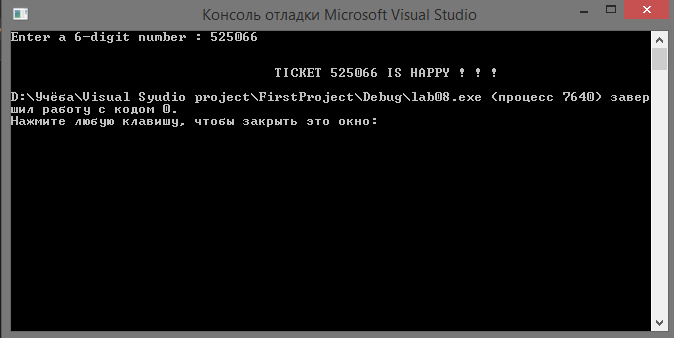 Консоль отладки Microsoft Visual Studio
Enter a 6-digit number : 525066
TICKET 525066 IS HAPPY ! ! !
D:\Учёба\Visual Syudio project\FirstProject\Debug\lab08.exe (процесс 7640) завер
шил работу с кодом 0.
Нажмите любую клавишу, чтобы закрыть это окно: